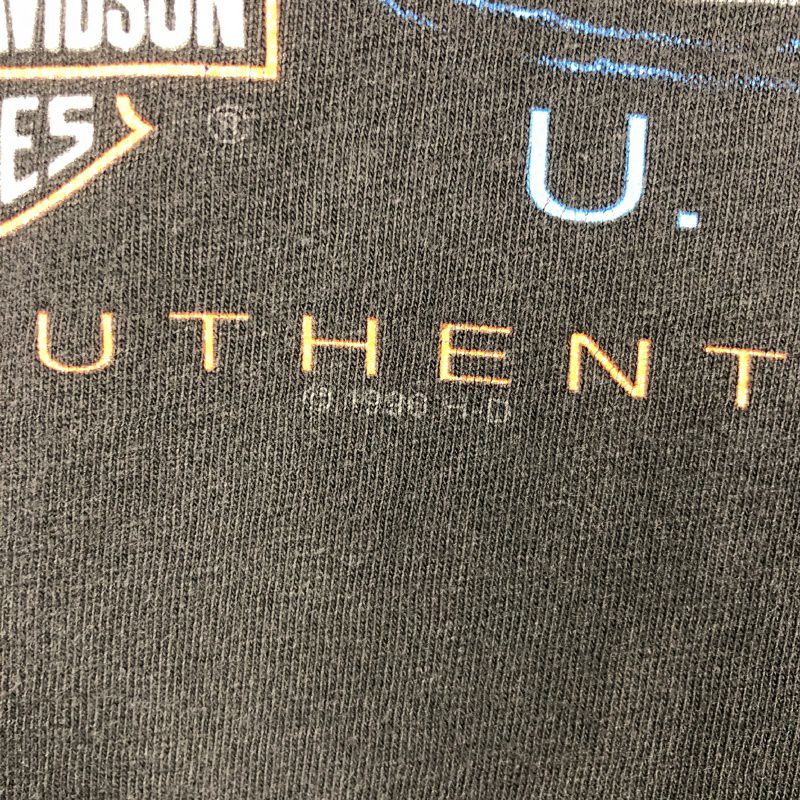 AVIDSON
ES
®
U.
UTHENT
© 1996 H-D